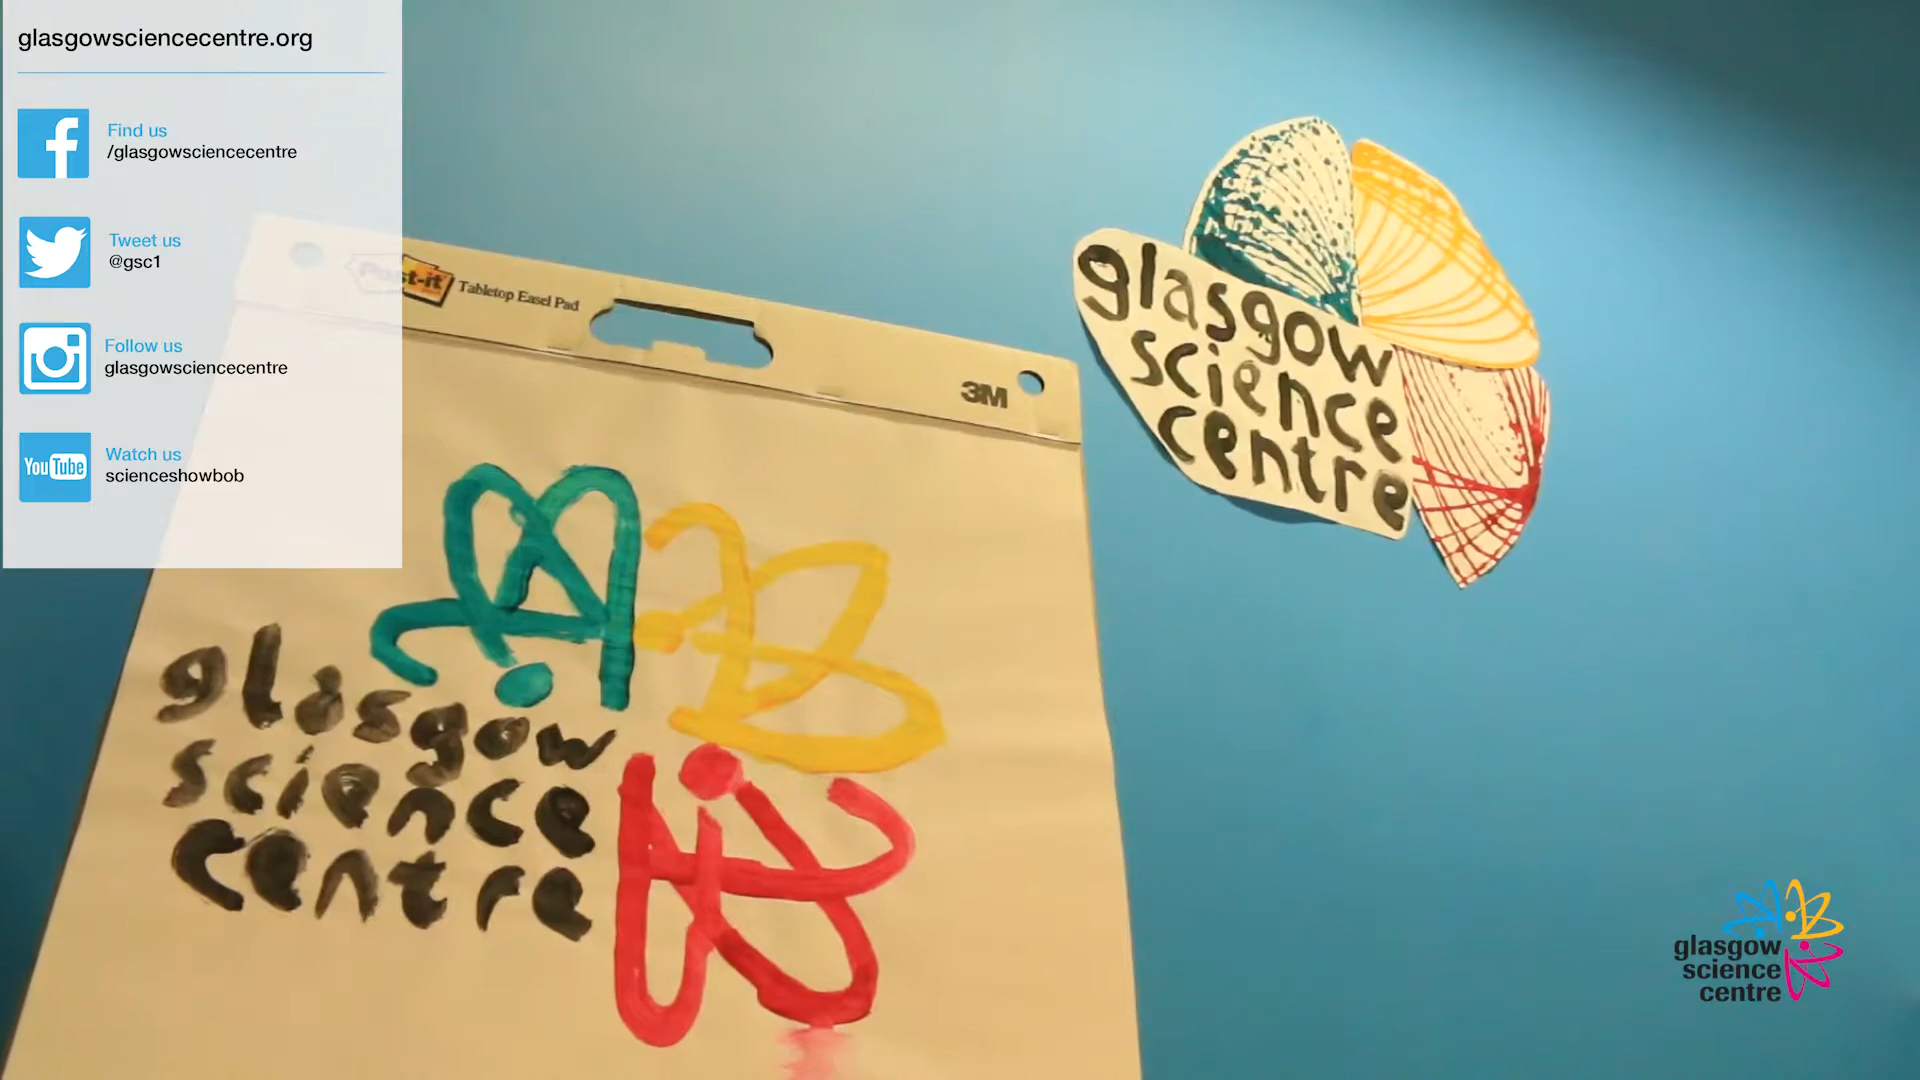 glasgowsciencecentre.org
Find us
/glasgowsciencecentre
Tweet us
@gsc1
Follow us
glasgowsciencecentre
YouTube
Watch us
scienceshowbob
Post-it Tabletop Easel Pad
3M
glasgow
science
centre
glasgow
science
centre
glasgow
science
centre